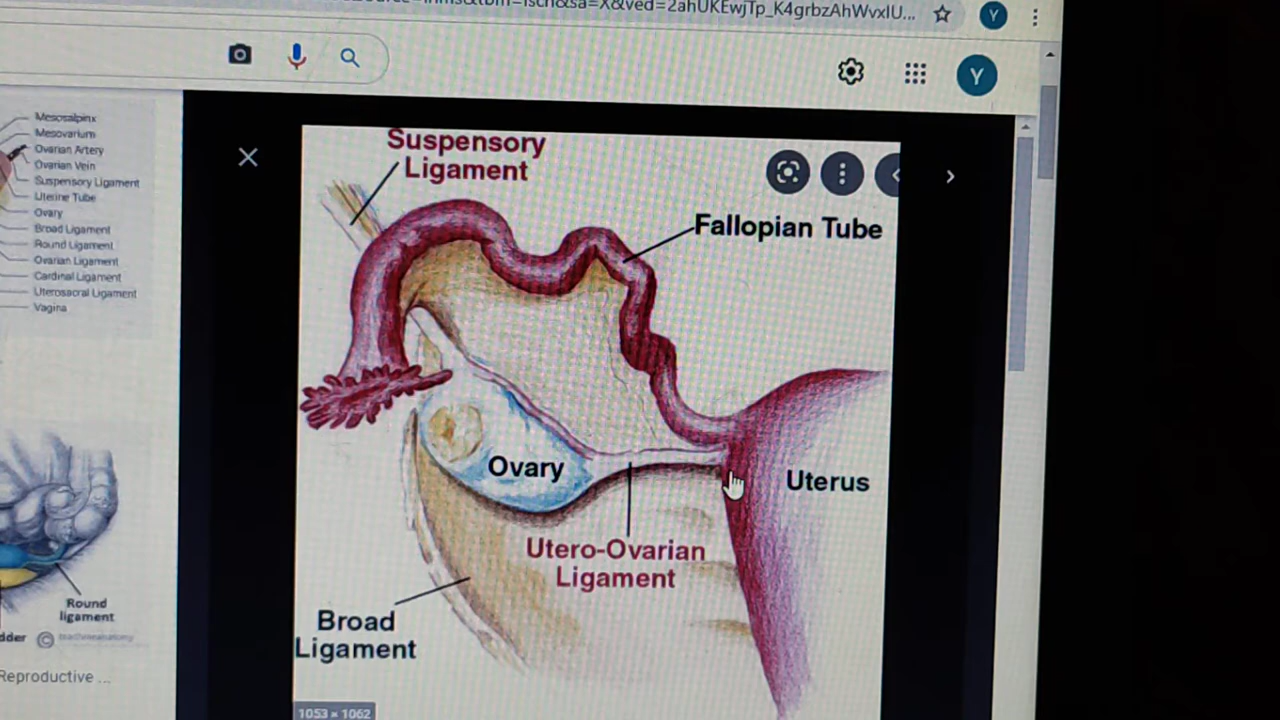 Y
Y
Mesosalpinx
Mesovarium
Ovarian Artery
Ovarian Vein
Suspensory Ligament
Uterine Tube
Ovary
Broad Ligament
Round Ligament
Ovarian Ligament
Cardinal Ligament
Uterosacral Ligament
Vagina
Round
ligament
dder ©
Reproductive ...
Suspensory
Ligament
Fallopian Tube
Ovary
Uterus
Utero-Ovarian
Ligament
Broad
Ligament
1053 × 1062